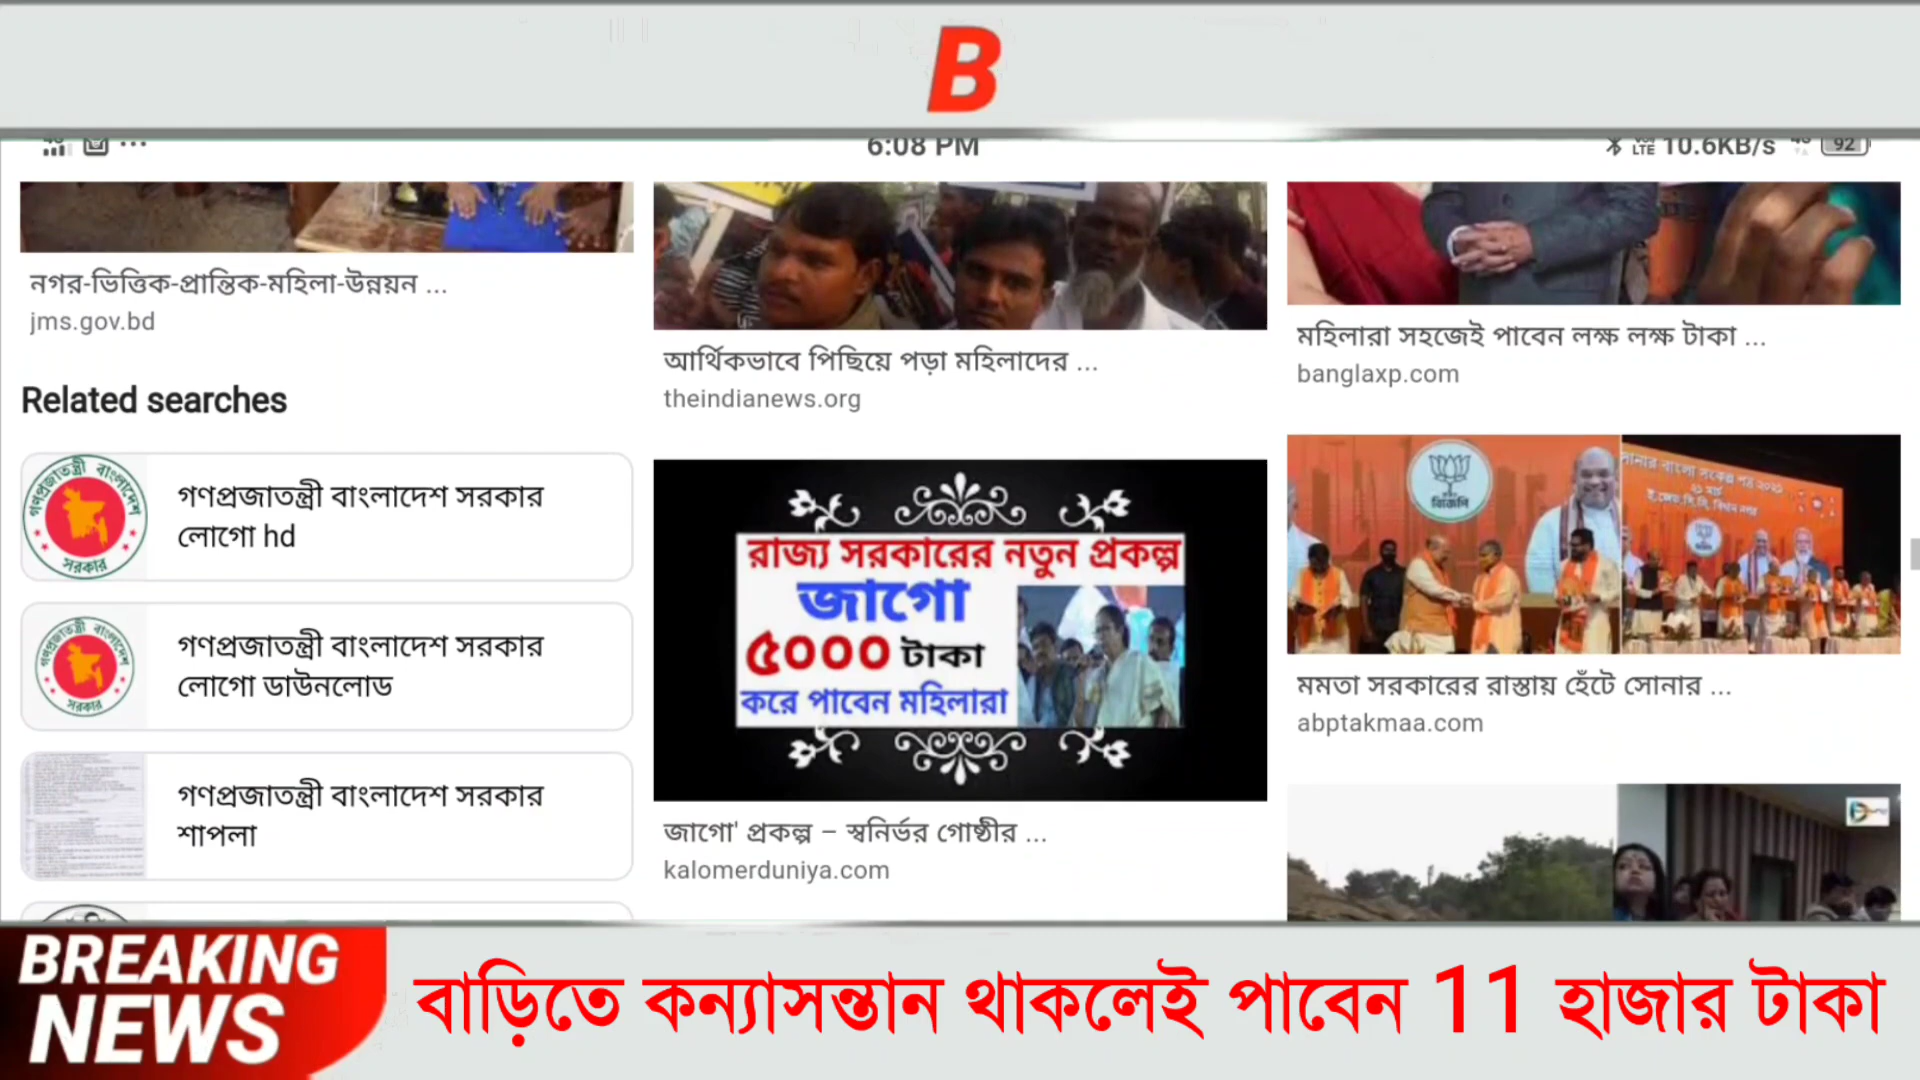 B
6:08 PM
LTE 10.6KB/s 92
নগর-ভিত্তিক-প্রান্তিক-মহিলা-উন্নয়ন ...
jms.gov.bd
Related searches
গণপ্রজাতন্ত্রী বাংলাদেশ সরকার
লোগো hd
গণপ্রজাতন্ত্রী বাংলাদেশ সরকার
লোগো ডাউনলোড
গণপ্রজাতন্ত্রী বাংলাদেশ সরকার
শাপলা
আর্থিকভাবে পিছিয়ে পড়া মহিলাদের ...
theindianews.org
রাজ্য সরকারের নতুন প্রকল্প
জাগো
৫০০০ টাকা
করে পাবেন মহিলারা
জাগো' প্রকল্প – স্বনির্ভর গোষ্ঠীর ...
kalomerduniya.com
মহিলারা সহজেই পাবেন লক্ষ লক্ষ টাকা ...
banglaxp.com
বিজেপি
মমতা সরকারের রাস্তায় হেঁটে সোনার ...
abptakmaa.com
BREAKING
NEWS
বাড়িতে কন্যাসন্তান থাকলেই পাবেন 11 হাজার টাকা